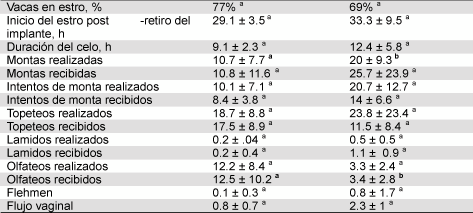 Vacas en estro, % 77% a 69% a
Inicio del estro post -retiro del 29.1 ± 3.5 a 33.3 ± 9.5 a
implante, h
Duración del celo, h 9.1 ± 2.3 a 12.4 ± 5.8 a
Montas realizadas 10.7 ± 7.7 a 20 ± 9.3 b
Montas recibidas 10.8 ± 11.6 a 25.7 ± 23.9 a
Intentos de monta realizados 10.1 ± 7.1 a 20.7 ± 12.7 a
Intentos de monta recibidos 8.4 ± 3.8 a 14 ± 6.6 a
Topeteos realizados 18.7 ± 8.8 a 23.8 ± 23.4 a
Topeteos recibidos 17.5 ± 8.9 a 11.5 ± 8.4 a
Lamidos realizados 0.2 ± .04 a 0.5 ± 0.5 a
Lamidos recibidos 0.2 ± 0.4 a 1.1 ± 0.9 a
Olfateos realizados 12.2 ± 8.4 a 3.3 ± 2.4 a
Olfateos recibidos 12.5 ± 10.2 a 3.4 ± 2.8 b
Flehmen 0.1 ± 0.3 a 0.8 ± 1.7 a
Flujo vaginal 0.8 ± 0.7 a 2.3 ± 1 a